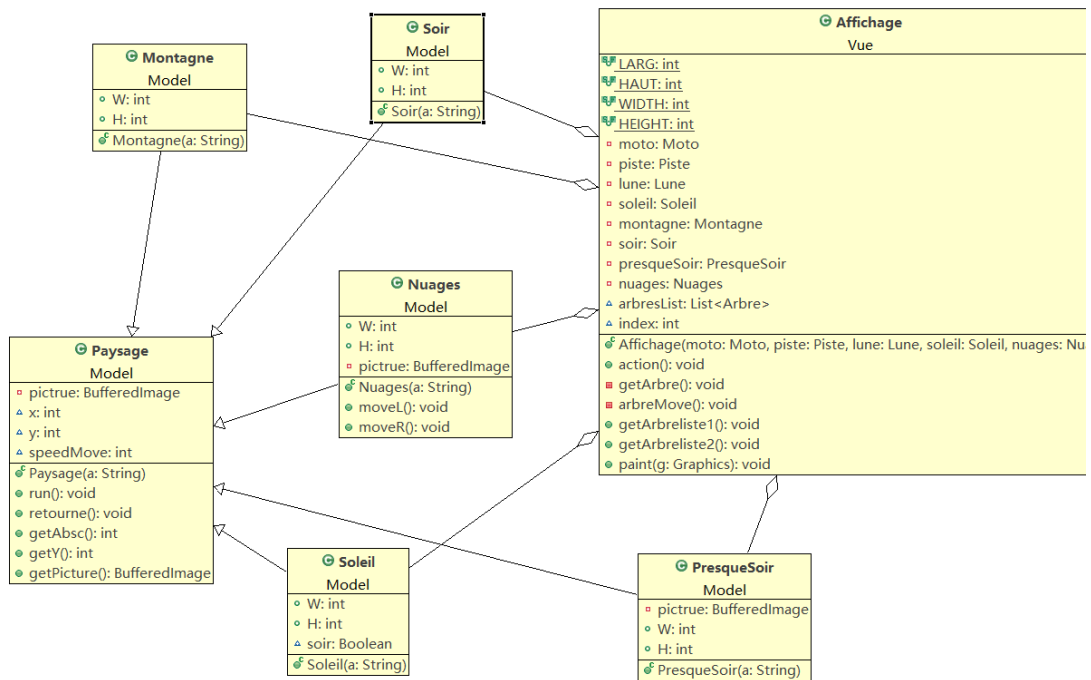 Montagne
Model
W: int
H: int
Montagne(a: String)
Soir
Model
W: int
H: int
Soir(a: String)
Affichage
Vue
LARG: int
HAUT: int
WIDTH: int
HEIGHT: int
moto: Moto
piste: Piste
lune: Lune
soleil: Soleil
montagne: Montagne
soir: Soir
presqueSoir: PresqueSoir
nuages: Nuages
arbresList: List<Arbre>
index: int
Affichage(moto: Moto, piste: Piste, lune: Lune, soleil: Soleil, nuages: Nua
action(): void
getArbre(): void
arbreMove(): void
getArbreliste1(): void
getArbreliste2(): void
paint(g: Graphics): void
Nuages
Model
W: int
H: int
pictrue: BufferedImage
Nuages(a: String)
moveL(): void
moveR(): void
Paysage
Model
pictrue: BufferedImage
x: int
y: int
speedMove: int
Paysage(a: String)
run(): void
retourne(): void
getAbsc(): int
getY(): int
getPicture(): BufferedImage
Soleil
Model
W: int
H: int
soir: Boolean
Soleil(a: String)
PresqueSoir
Model
pictrue: BufferedImage
W: int
H: int
PresqueSoir(a: String)